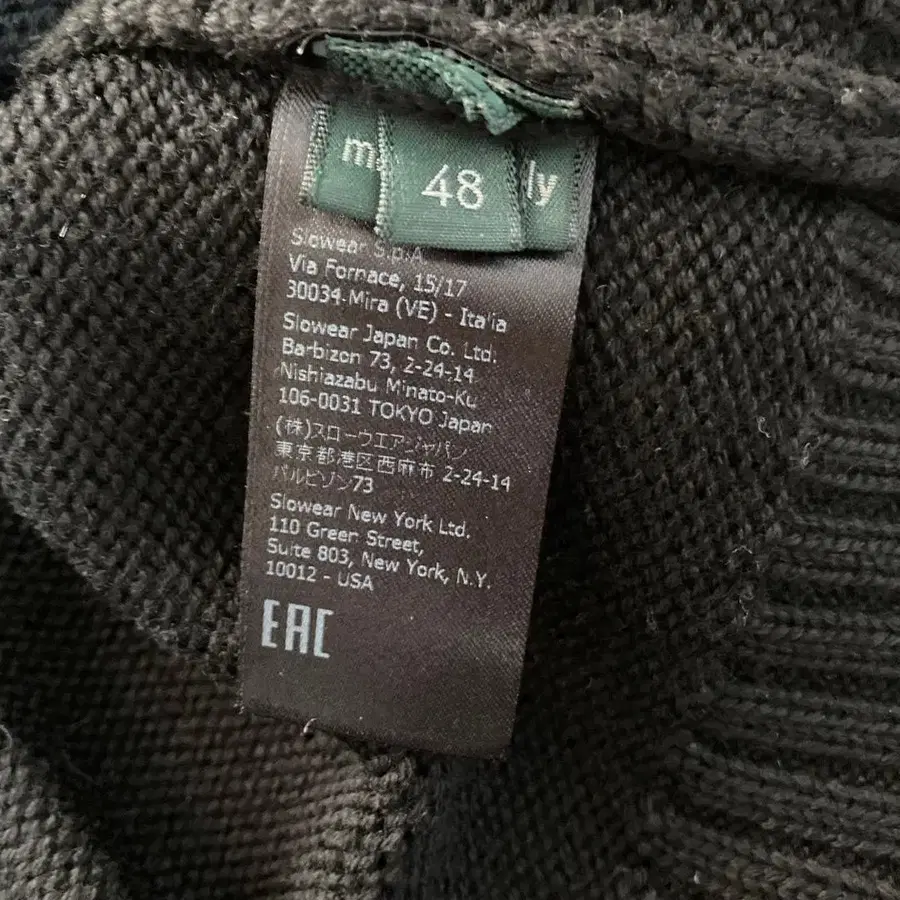 m
48
ly
Slowear S.p.A
Via Fornace, 15/17
30034 Mira (VE) - Italia
Slowear Japan Co. Ltd.
Barbizon 73, 2-24-14
Nishiazabu Minato-Ku
106-0031 TOKYO Japan
(株)スローウエアジャパン
東京都港区西麻布 2-24-14
バルビゾン73
Slowear New York Ltd.
110 Green Street,
Suite 803, New York, N.Y.
10012 - USA
EAC